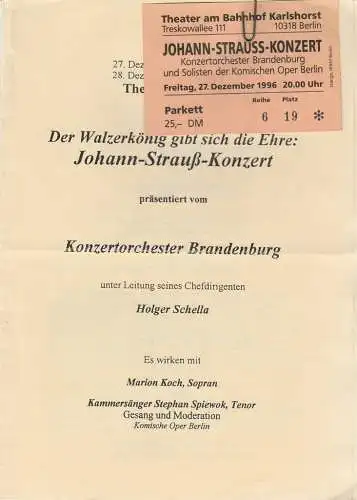 Theater am Bahnhof Karlshorst
Treskowallee 111 10318 Berlin
JOHANN-STRAUSS-KONZERT
Konzertorchester Brandenburg
und Solisten der Komischen Oper Berlin
Freitag, 27. Dezember 1996 20.00 Uhr
Parkett Reihe Platz
25,– DM 6 19 *
27. Dez
28. Dez
The
Der Walzerkönig gibt sich die Ehre:
Johann-Strauß-Konzert
präsentiert vom
Konzertorchester Brandenburg
unter Leitung seines Chefdirigenten
Holger Schella
Es wirken mit
Marion Koch, Sopran
Kammersänger Stephan Spiewok, Tenor
Gesang und Moderation
Komische Oper Berlin